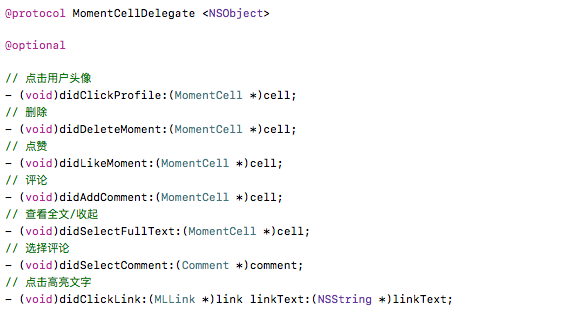 @protocol MomentCellDelegate <NSObject>
@optional
// 点击用户头像
- (void)didClickProfile:(MomentCell *)cell;
// 删除
- (void)didDeleteMoment:(MomentCell *)cell;
// 点赞
- (void)didLikeMoment:(MomentCell *)cell;
// 评论
- (void)didAddComment:(MomentCell *)cell;
// 查看全文/收起
- (void)didSelectFullText:(MomentCell *)cell;
// 选择评论
- (void)didSelectComment:(Comment *)comment;
// 点击高亮文字
- (void)didClickLink:(MLLink *)link linkText:(NSString *)linkText;